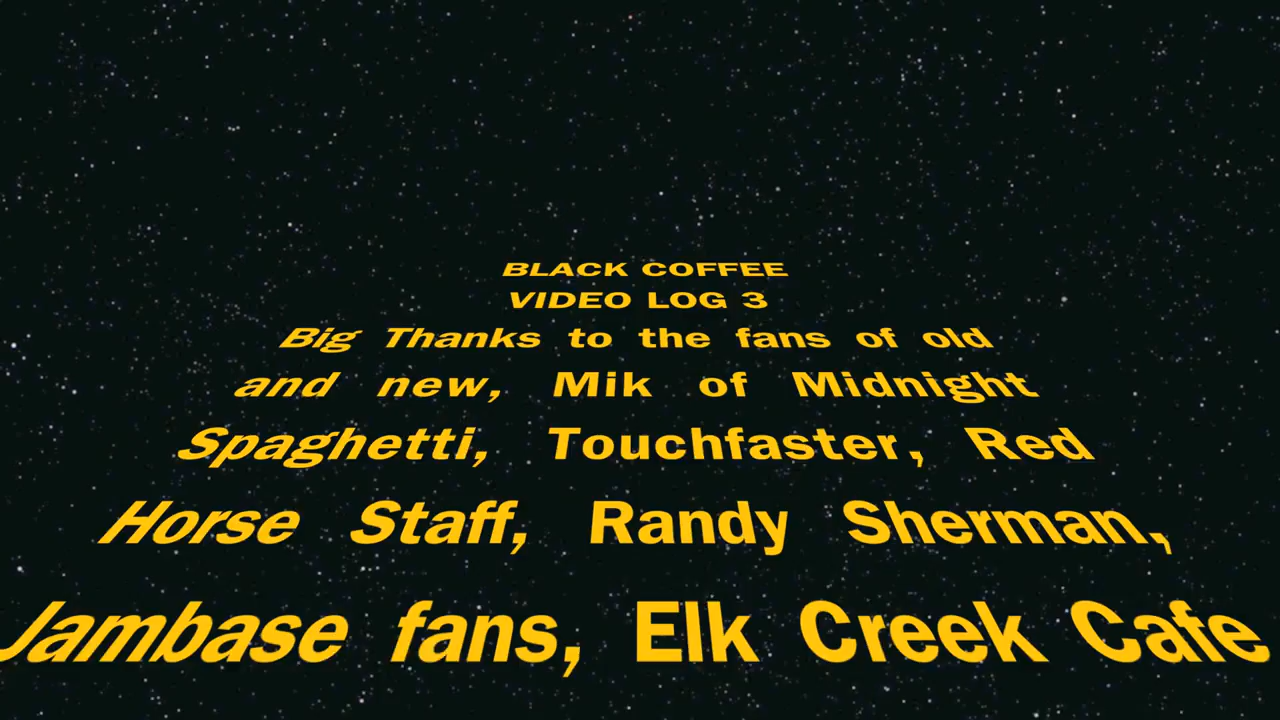 BLACK COFFEE
VIDEO LOG 3
Big Thanks to the fans of old
and new, Mik of Midnight
Spaghetti, Touchfaster, Red
Horse Staff, Randy Sherman,
Jambase fans, Elk Creek Cafe